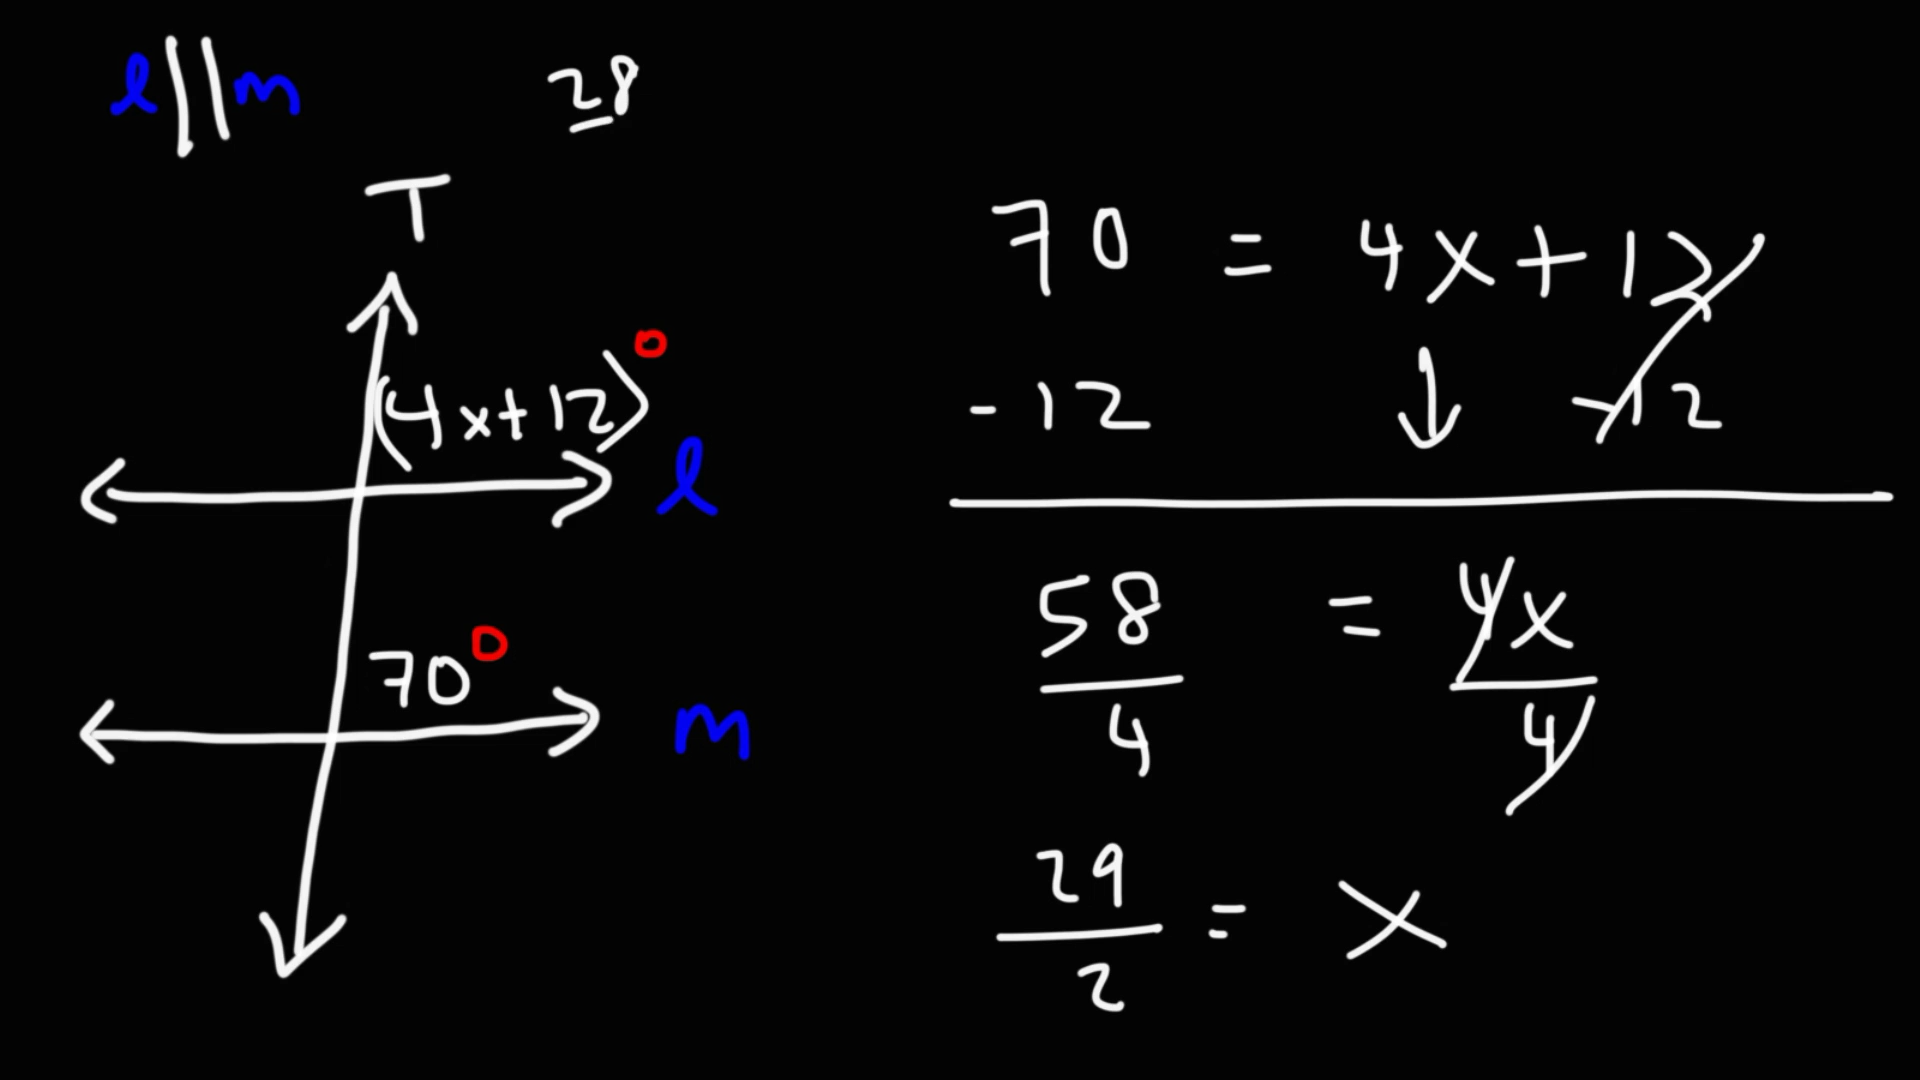 l || m
28
T
(4x+12)°
l
70°
m
70 = 4x+12
-12 ↓ -12
58/4 = 4x/4
29/2 = x